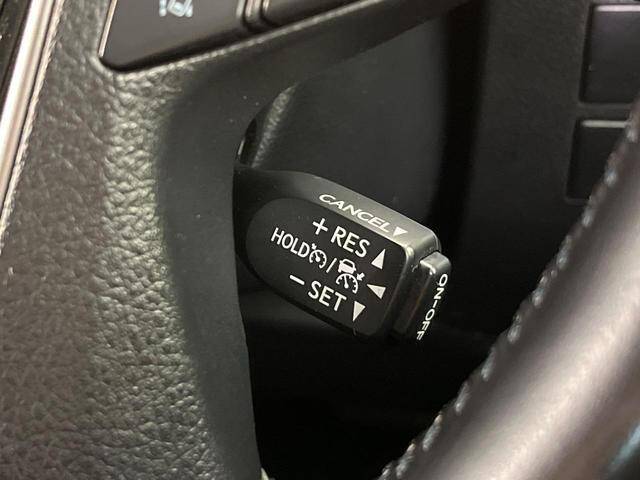 CANCEL▼
+ RES ▲
HOLD / ◀
− SET ▼
ON-OFF